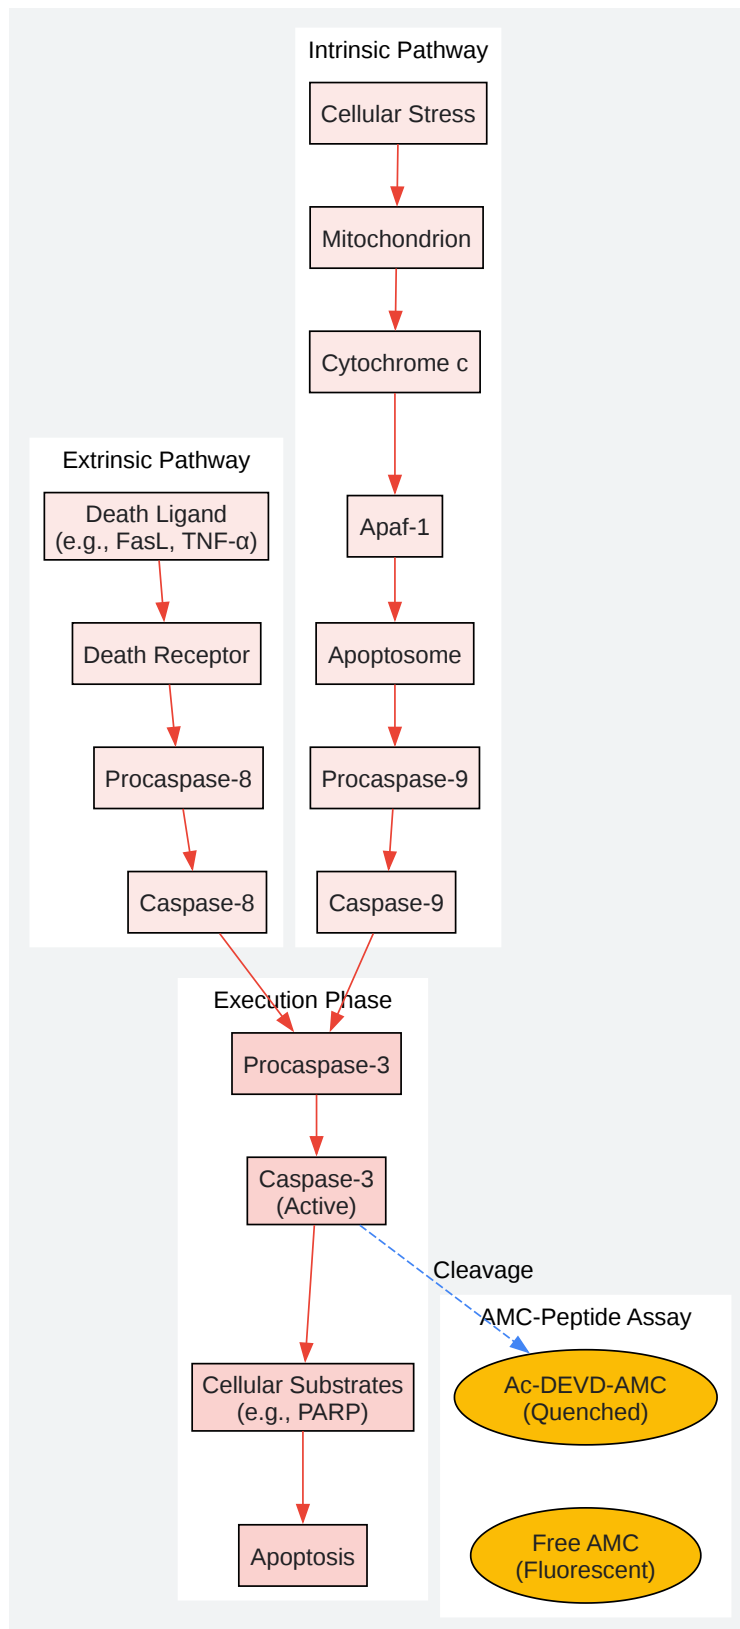 Intrinsic Pathway
Cellular Stress
Mitochondrion
Cytochrome c
Apaf-1
Apoptosome
Procaspase-9
Caspase-9
Extrinsic Pathway
Death Ligand
(e.g., FasL, TNF-α)
Death Receptor
Procaspase-8
Caspase-8
Execution Phase
Procaspase-3
Caspase-3
(Active)
Cellular Substrates
(e.g., PARP)
Apoptosis
Cleavage
AMC-Peptide Assay
Ac-DEVD-AMC
(Quenched)
Free AMC
(Fluorescent)